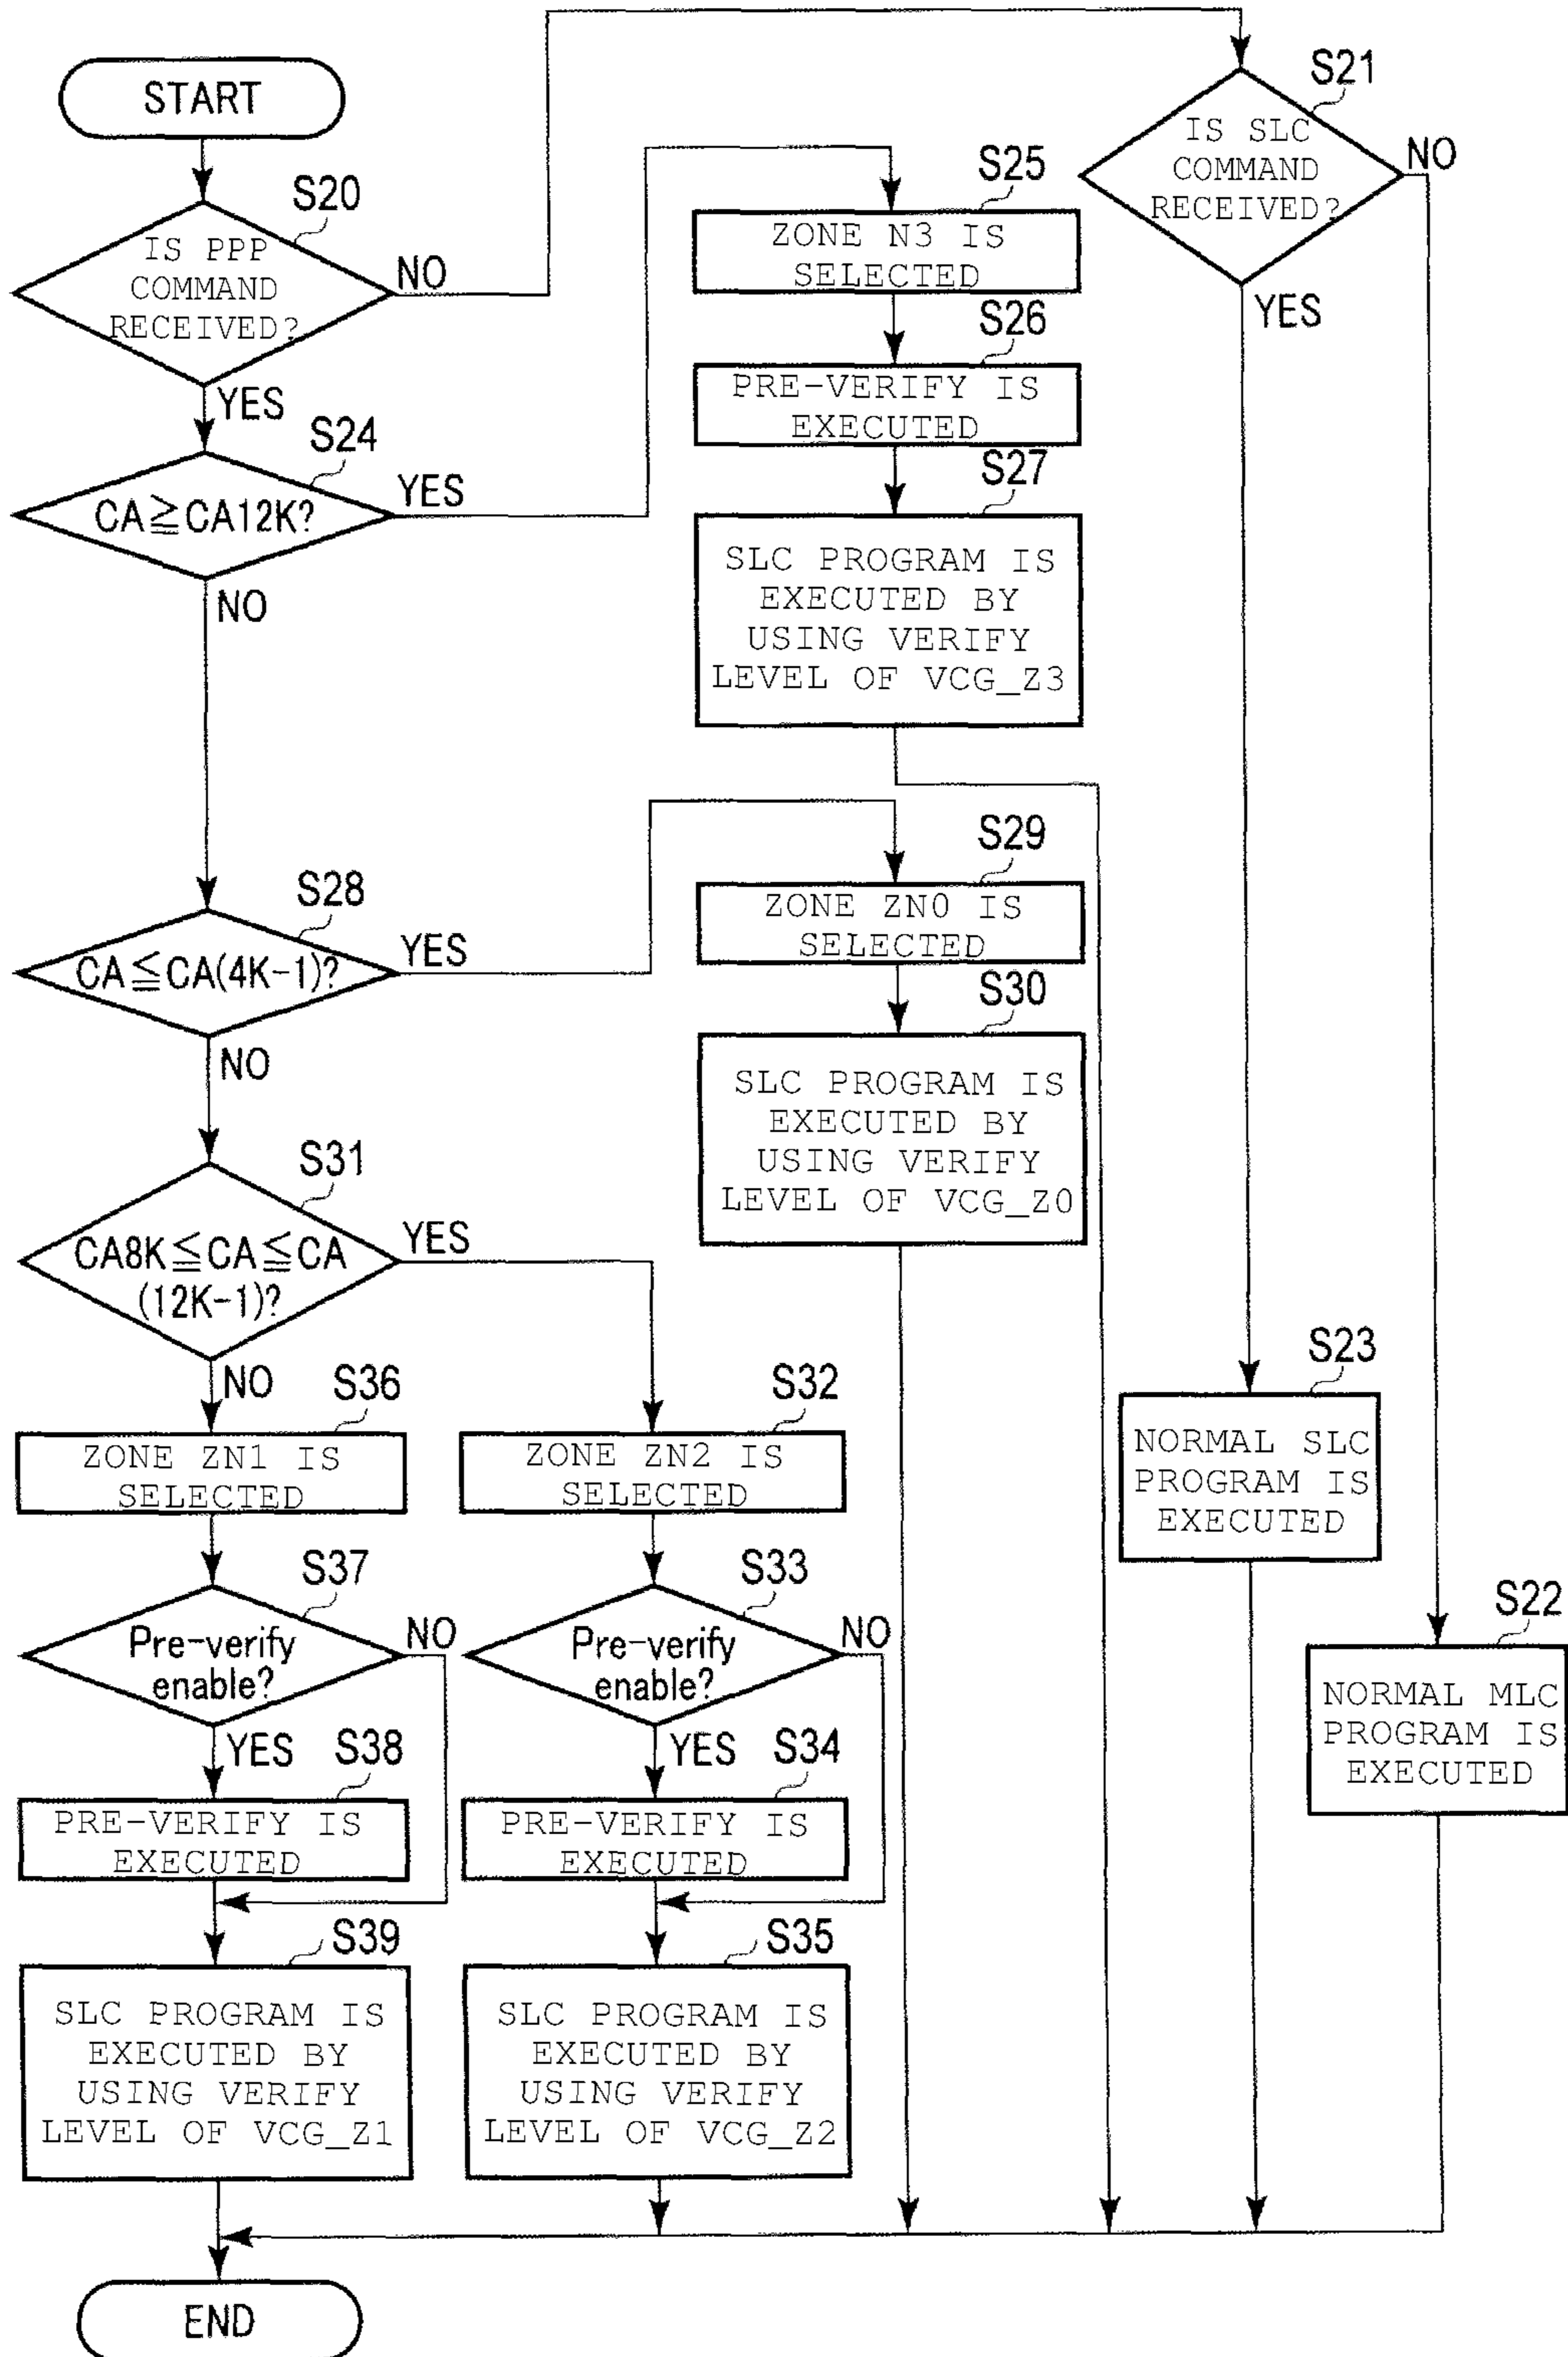 START
S20
IS PPP
COMMAND
RECEIVED?
NO
YES
S21
IS SLC
COMMAND
RECEIVED?
NO
YES
S24
CA≧CA12K?
YES
NO
S25
ZONE N3 IS
SELECTED
S26
PRE-VERIFY IS
EXECUTED
S27
SLC PROGRAM IS
EXECUTED BY
USING VERIFY
LEVEL OF VCG_Z3
S28
CA≦CA(4K-1)?
YES
NO
S29
ZONE ZN0 IS
SELECTED
S30
SLC PROGRAM IS
EXECUTED BY
USING VERIFY
LEVEL OF VCG_Z0
S31
CA8K≦CA≦CA
(12K-1)?
YES
NO
S36
ZONE ZN1 IS
SELECTED
S32
ZONE ZN2 IS
SELECTED
S23
NORMAL SLC
PROGRAM IS
EXECUTED
S37
Pre-verify
enable?
NO
YES
S33
Pre-verify
enable?
NO
YES
S22
NORMAL MLC
PROGRAM IS
EXECUTED
S38
PRE-VERIFY IS
EXECUTED
S34
PRE-VERIFY IS
EXECUTED
S39
SLC PROGRAM IS
EXECUTED BY
USING VERIFY
LEVEL OF VCG_Z1
S35
SLC PROGRAM IS
EXECUTED BY
USING VERIFY
LEVEL OF VCG_Z2
END